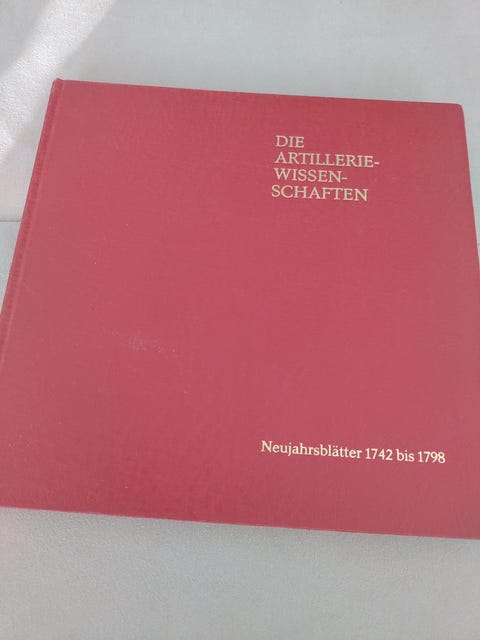 DIE
ARTILLERIE-
WISSEN-
SCHAFTEN
Neujahrsblätter 1742 bis 1798